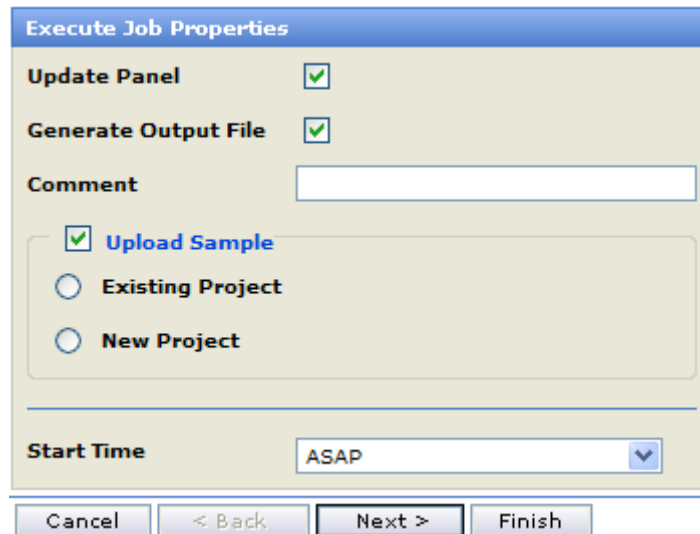 Execute Job Properties
Update Panel
Generate Output File
Comment
Upload Sample
Existing Project
New Project
Start Time ASAP
Cancel < Back Next > Finish